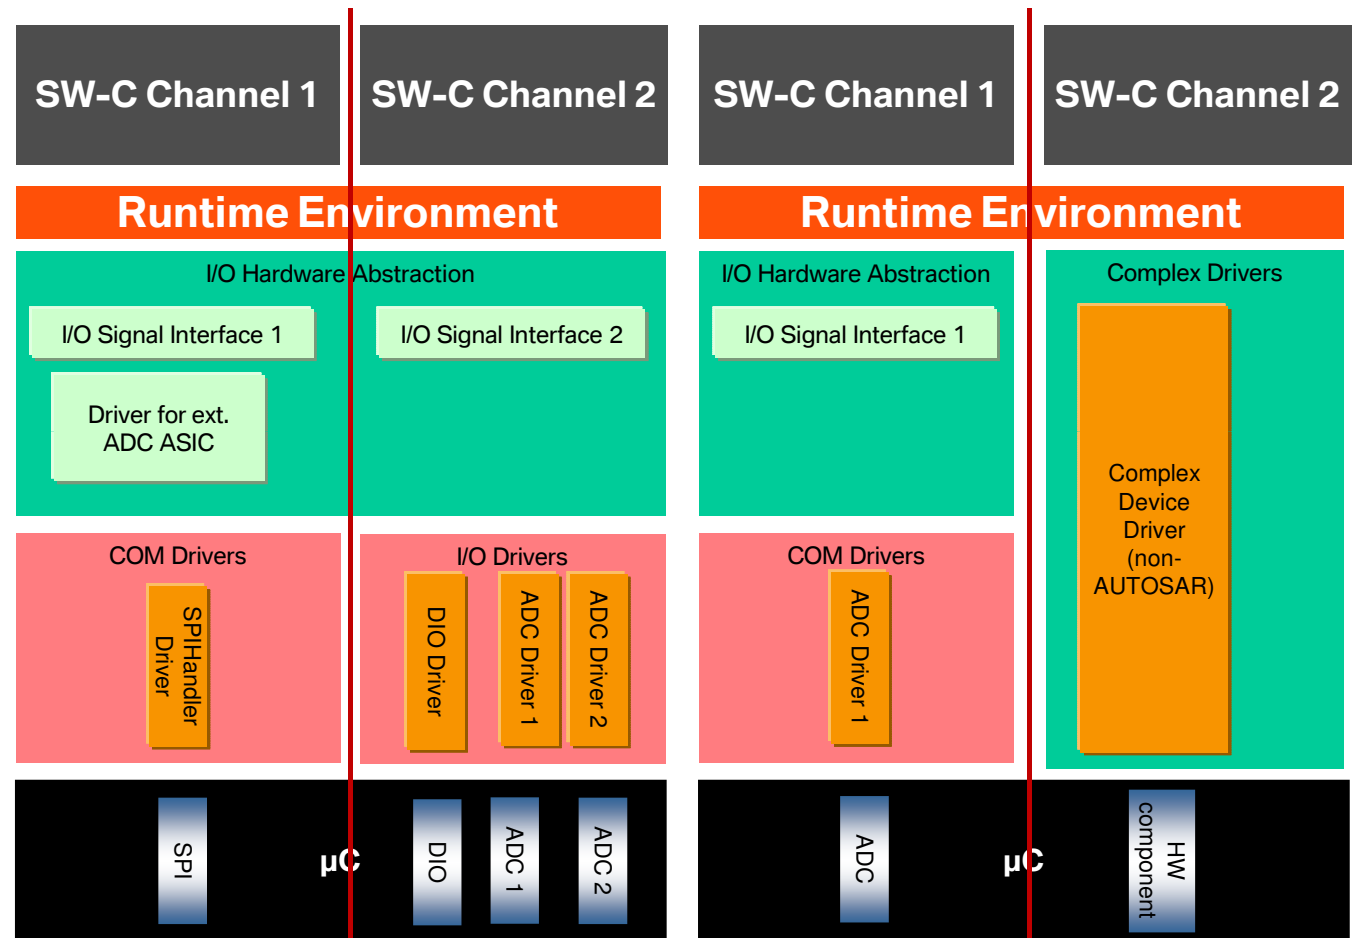 SW-C Channel 1
SW-C Channel 2
Runtime Environment
I/O Hardware Abstraction
I/O Signal Interface 1
I/O Signal Interface 2
Driver for ext.
ADC ASIC
COM Drivers
SPIHandler
Driver
I/O Drivers
DIO Driver
ADC Driver 1
ADC Driver 2
SPI
µC
DIO
ADC 1
ADC 2
SW-C Channel 1
SW-C Channel 2
Runtime Environment
I/O Hardware Abstraction
I/O Signal Interface 1
Complex Drivers
Complex
Device
Driver
(non-
AUTOSAR)
COM Drivers
ADC Driver 1
ADC
µC
HW
component